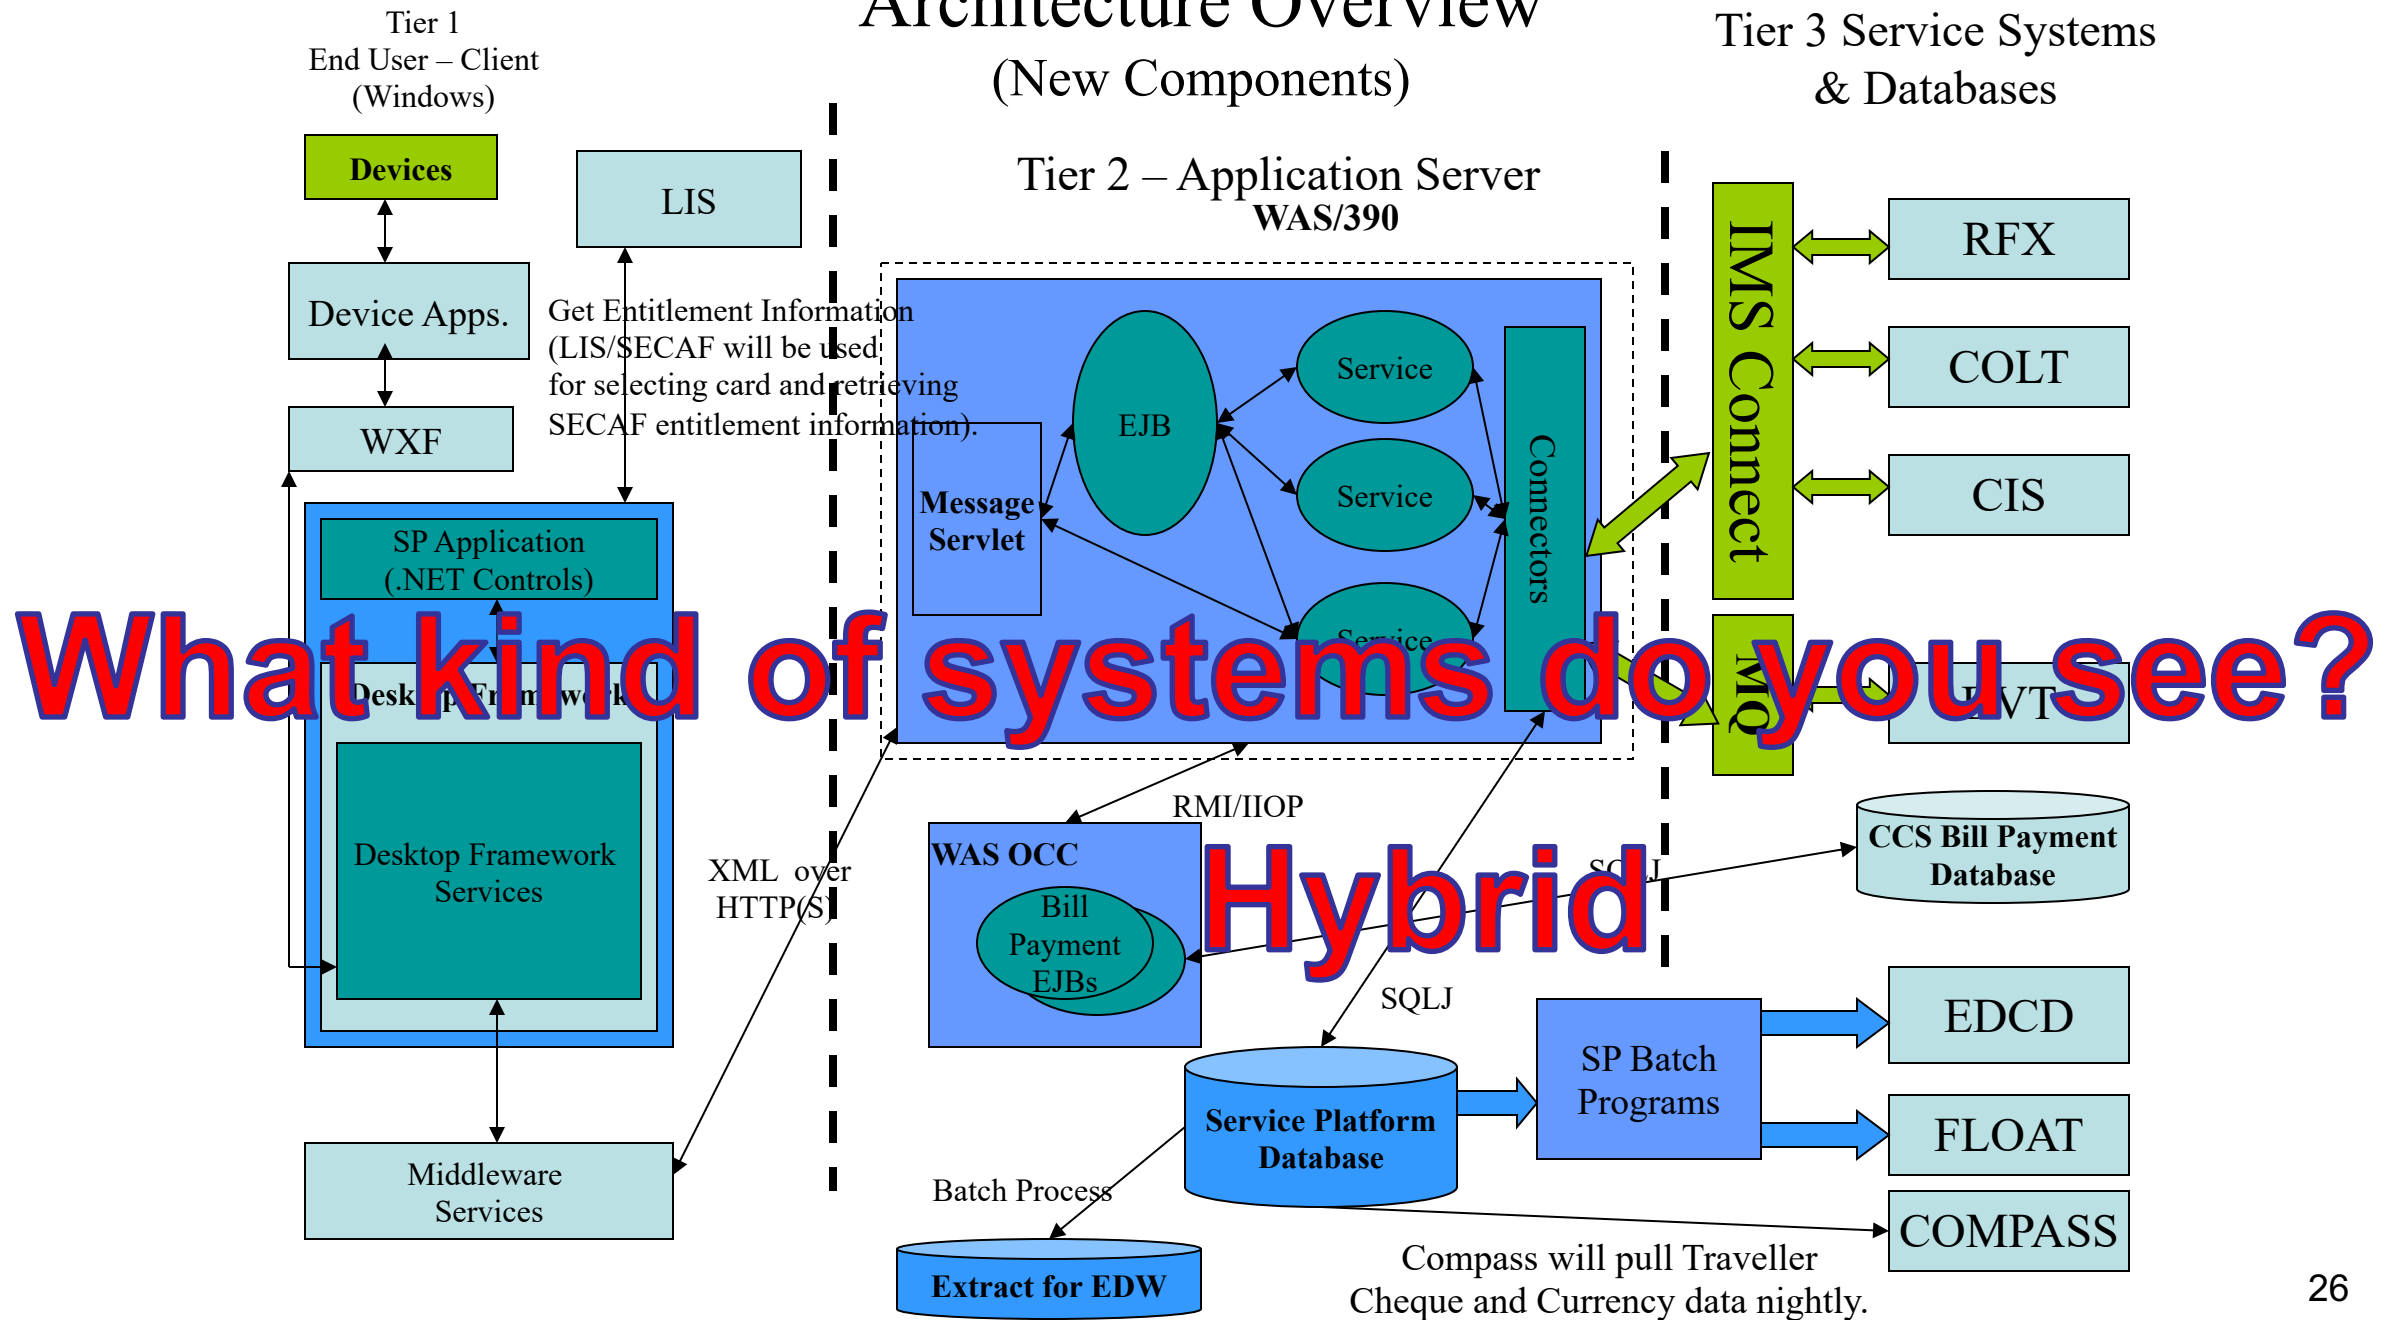 Architecture Overview
(New Components)
Tier 1
End User – Client
(Windows)
Tier 3 Service Systems
& Databases
Tier 2 – Application Server
WAS/390
Devices
LIS
Device Apps.
WXF
Get Entitlement Information
(LIS/SECAF will be used
for selecting card and retrieving
SECAF entitlement information).
SP Application
(.NET Controls)
Desktop Framework
Desktop Framework
Services
Middleware
Services
XML over
HTTP(S)
Message
Servlet
EJB
Service
Service
Service
Connectors
IMS Connect
MQ
RFX
COLT
CIS
What kind of systems do you see?
Hybrid
RMI/IIOP
WAS OCC
Bill
Payment
EJBs
SQLJ
SQLJ
CCS Bill Payment
Database
Service Platform
Database
SP Batch
Programs
EDCD
FLOAT
COMPASS
Batch Process
Extract for EDW
Compass will pull Traveller
Cheque and Currency data nightly.
26